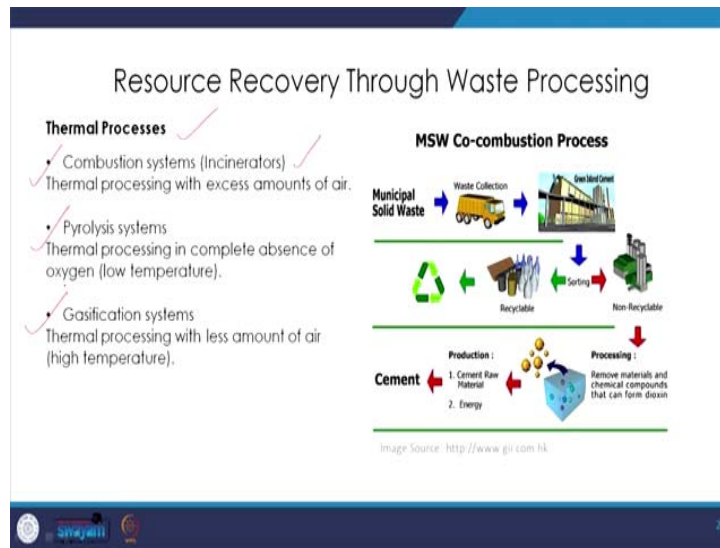 Resource Recovery Through Waste Processing
Thermal Processes
• Combustion systems (Incinerators)
Thermal processing with excess amounts of air.
• Pyrolysis systems
Thermal processing in complete absence of
oxygen (low temperature).
• Gasification systems
Thermal processing with less amount of air
(high temperature).
MSW Co-combustion Process
Municipal
Solid Waste
Waste Collection
Green Island Cement
Sorting
Recyclable
Non-Recyclable
Cement
Production :
1. Cement Raw
Material
2. Energy
Processing :
Remove materials and
chemical compounds
that can form dioxin
Image Source: http://www.gii.com.hk
swayam
2